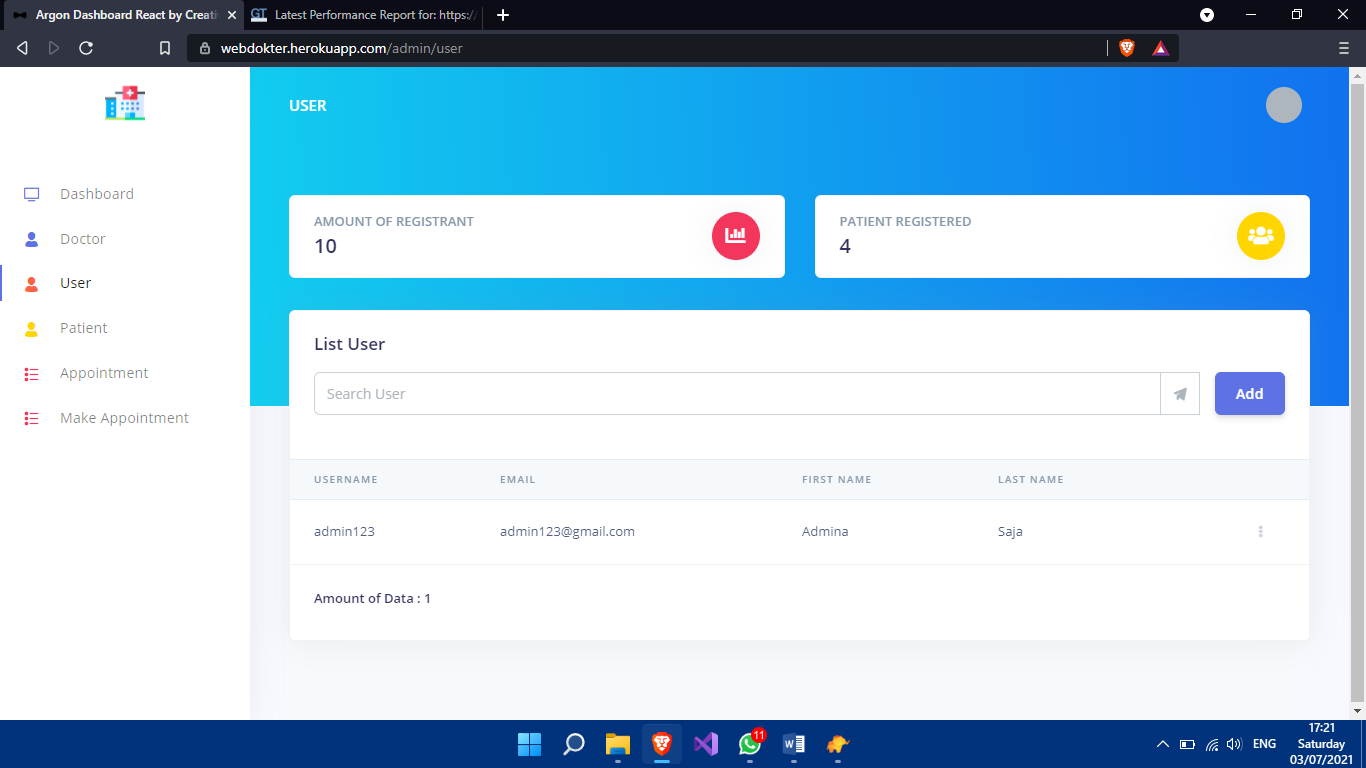 Argon Dashboard React by Creati
GT Latest Performance Report for: https:/
webdokter.herokuapp.com/admin/user
USER
Dashboard
Doctor
User
Patient
Appointment
Make Appointment
AMOUNT OF REGISTRANT
10
PATIENT REGISTERED
4
List User
Search User
Add
USERNAME EMAIL FIRST NAME LAST NAME
admin123 admin123@gmail.com Admina Saja
Amount of Data : 1
11
W
ENG
17:21
Saturday
03/07/2021